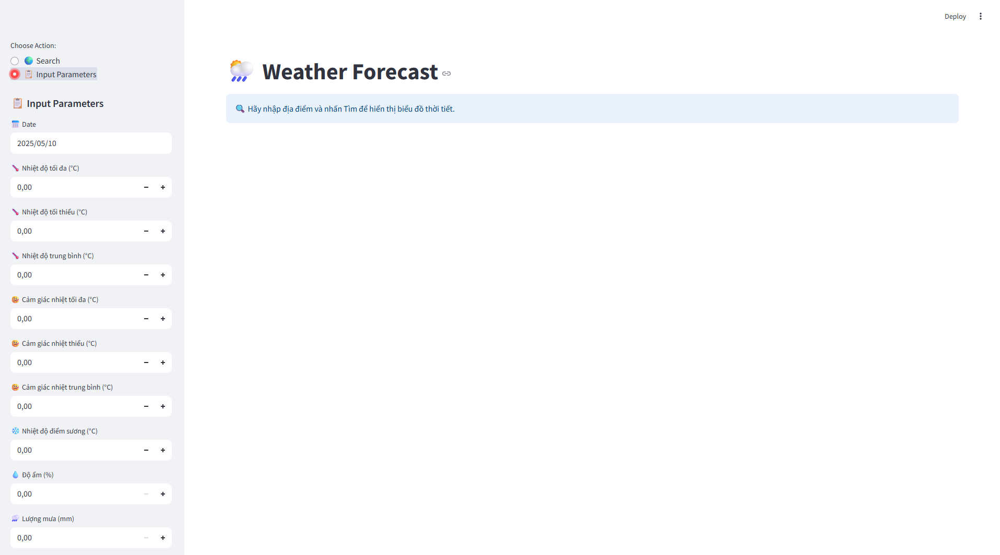 Deploy
Choose Action:
Search
Input Parameters
Input Parameters
Date
2025/05/10
Nhiệt độ tối đa (°C)
0,00
Nhiệt độ tối thiểu (°C)
0,00
Nhiệt độ trung bình (°C)
0,00
Cảm giác nhiệt tối đa (°C)
0,00
Cảm giác nhiệt thiểu (°C)
0,00
Cảm giác nhiệt trung bình (°C)
0,00
Nhiệt độ điểm sương (°C)
0,00
Độ ẩm (%)
0,00
Lượng mưa (mm)
0,00
Weather Forecast
Hãy nhập địa điểm và nhấn Tìm để hiển thị biểu đồ thời tiết.